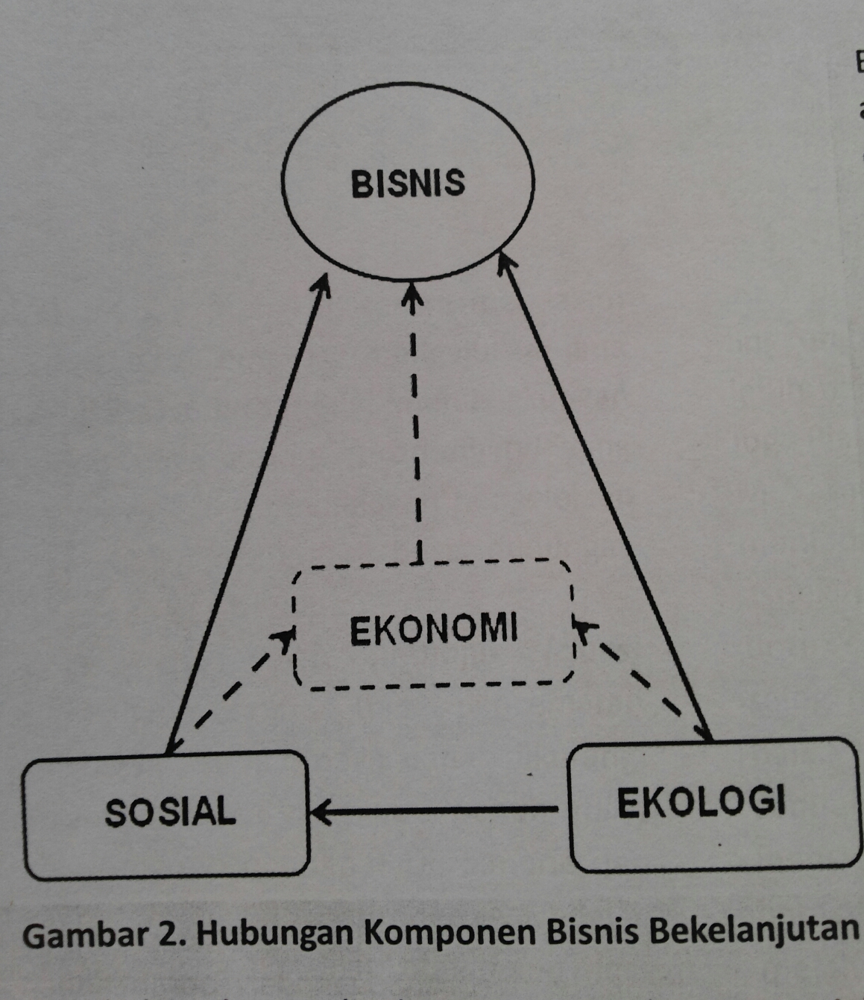 BISNIS
EKONOMI
SOSIAL
EKOLOGI
Gambar 2. Hubungan Komponen Bisnis Bekelanjutan